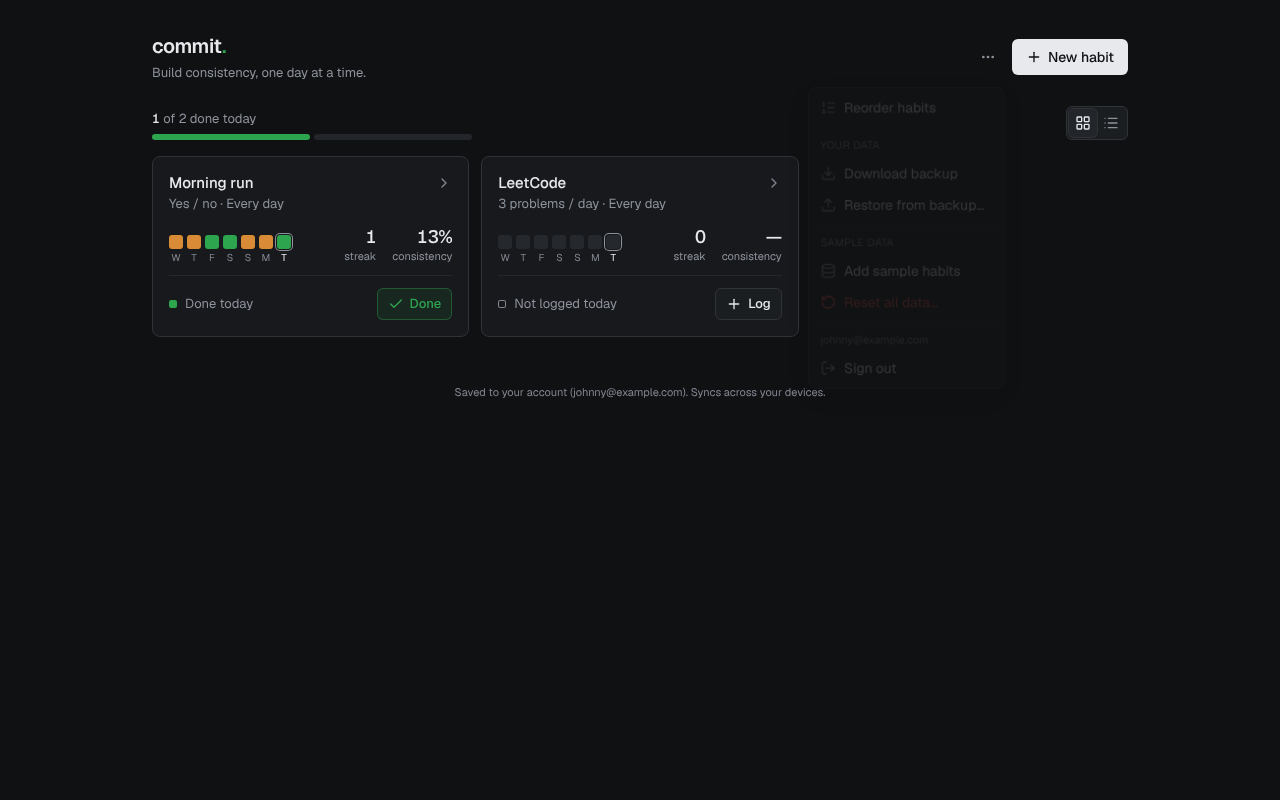 commit.
Build consistency, one day at a time.
New habit
1 of 2 done today
Morning run
Yes / no · Every day
1
13%
W T F S S M T
streak
consistency
Done today
Done
LeetCode
3 problems / day · Every day
0
—
W T F S S M T
streak
consistency
Not logged today
Log
Reorder habits
YOUR DATA
Download backup
Restore from backup...
SAMPLE DATA
Add sample habits
Reset all data...
johnny@example.com
Sign out
Saved to your account (johnny@example.com). Syncs across your devices.